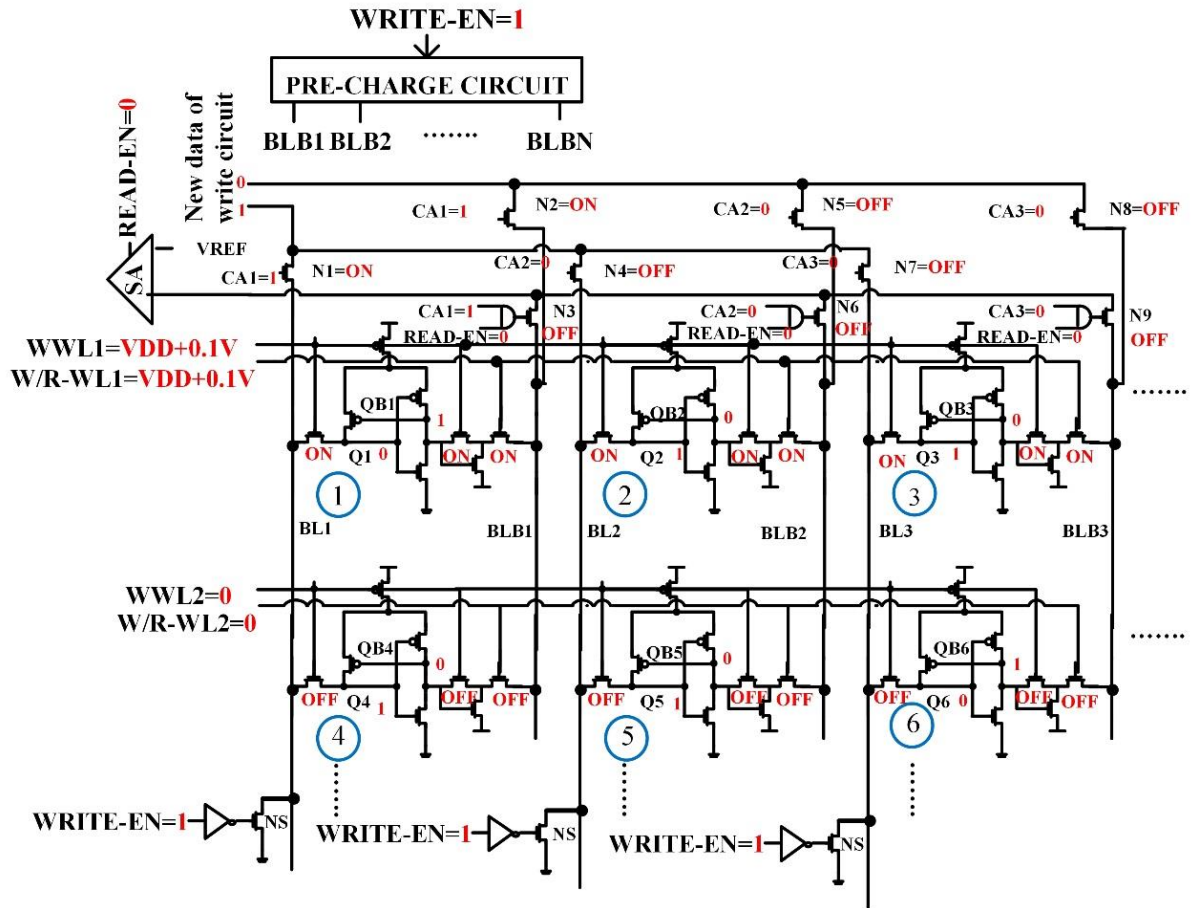 WRITE-EN=1
PRE-CHARGE CIRCUIT
BLB1 BLB2 ....... BLBN
READ-EN=0
New data of
write circuit
0
1
CA1=1 N2=ON CA2=0 N5=OFF CA3=0 N8=OFF
VREF
SA
CA1=1 N1=ON CA2=0 N4=OFF CA3=0 N7=OFF
CA1=1 N3 CA2=0 N6 CA3=0 N9
READ-EN=0 OFF READ-EN=0 OFF READ-EN=0 OFF
WWL1=VDD+0.1V
W/R-WL1=VDD+0.1V
.......
QB1 1 QB2 0 QB3 0
ON Q1 0 ON ON ON Q2 1 ON ON ON Q3 1 ON ON
1 2 3
BL1 BLB1 BL2 BLB2 BL3 BLB3
WWL2=0
W/R-WL2=0
.......
QB4 0 QB5 0 QB6 1
OFF Q4 1 OFF OFF OFF Q5 1 OFF OFF OFF Q6 0 OFF OFF
4 5 6
WRITE-EN=1 NS WRITE-EN=1 NS WRITE-EN=1 NS